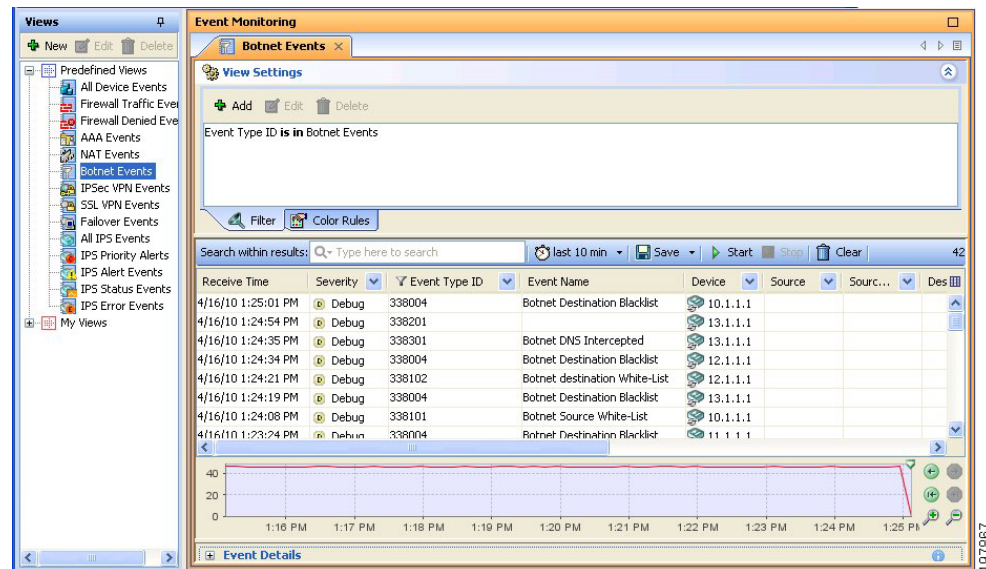 Views
New Edit Delete
Predefined Views
All Device Events
Firewall Traffic Eve
Firewall Denied Eve
AAA Events
NAT Events
Botnet Events
IPSec VPN Events
SSL VPN Events
Failover Events
All IPS Events
IPS Priority Alerts
IPS Alert Events
IPS Status Events
IPS Error Events
My Views
Event Monitoring
Botnet Events
View Settings
Add Edit Delete
Event Type ID is in Botnet Events
Filter Color Rules
Search within results: Type here to search last 10 min Save Start Stop Clear 42
Receive Time Severity Event Type ID Event Name Device Source Sourc... Des
4/16/10 1:25:01 PM D Debug 338004 Botnet Destination Blacklist 10.1.1.1
4/16/10 1:24:54 PM D Debug 338201 13.1.1.1
4/16/10 1:24:35 PM D Debug 338301 Botnet DNS Intercepted 13.1.1.1
4/16/10 1:24:34 PM D Debug 338004 Botnet Destination Blacklist 12.1.1.1
4/16/10 1:24:21 PM D Debug 338102 Botnet destination White-List 12.1.1.1
4/16/10 1:24:19 PM D Debug 338004 Botnet Destination Blacklist 13.1.1.1
4/16/10 1:24:08 PM D Debug 338101 Botnet Source White-List 10.1.1.1
4/16/10 1:23:24 PM D Debug 338004 Botnet Destination Blacklist 11.1.1.1
40
20
0
1:16 PM 1:17 PM 1:18 PM 1:19 PM 1:20 PM 1:21 PM 1:22 PM 1:23 PM 1:24 PM 1:25 PM
Event Details
197967